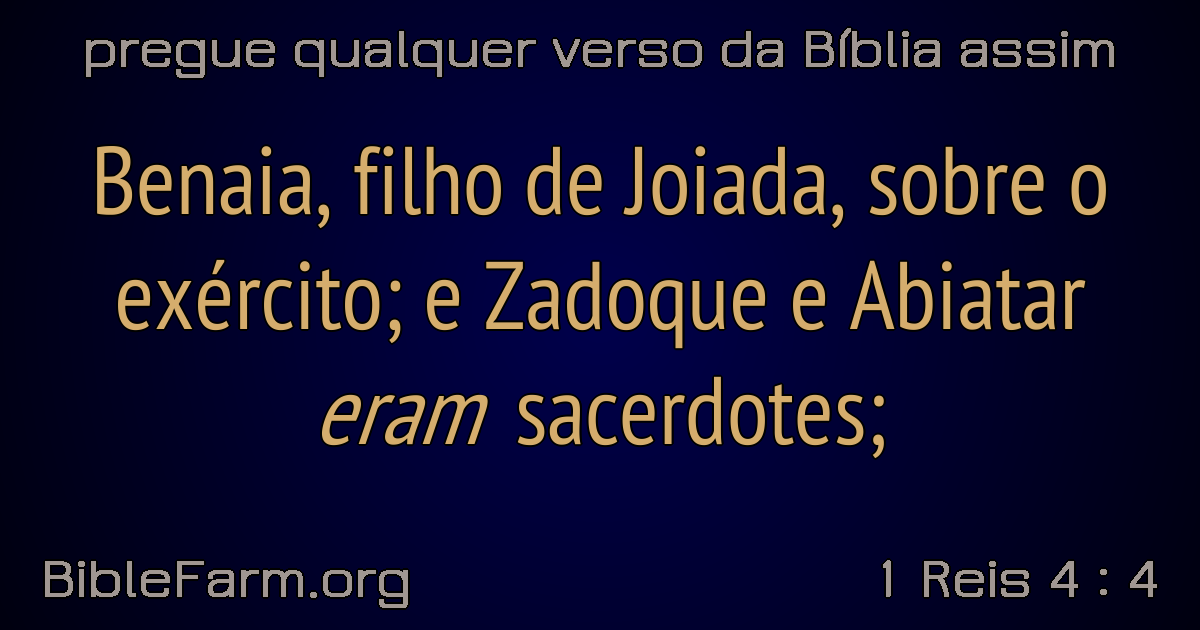 pregue qualquer verso da Bíblia assim
Benaia, filho de Joiada, sobre o
exército; e Zadoque e Abiatar
eram sacerdotes;
BibleFarm.org
1 Reis 4 : 4